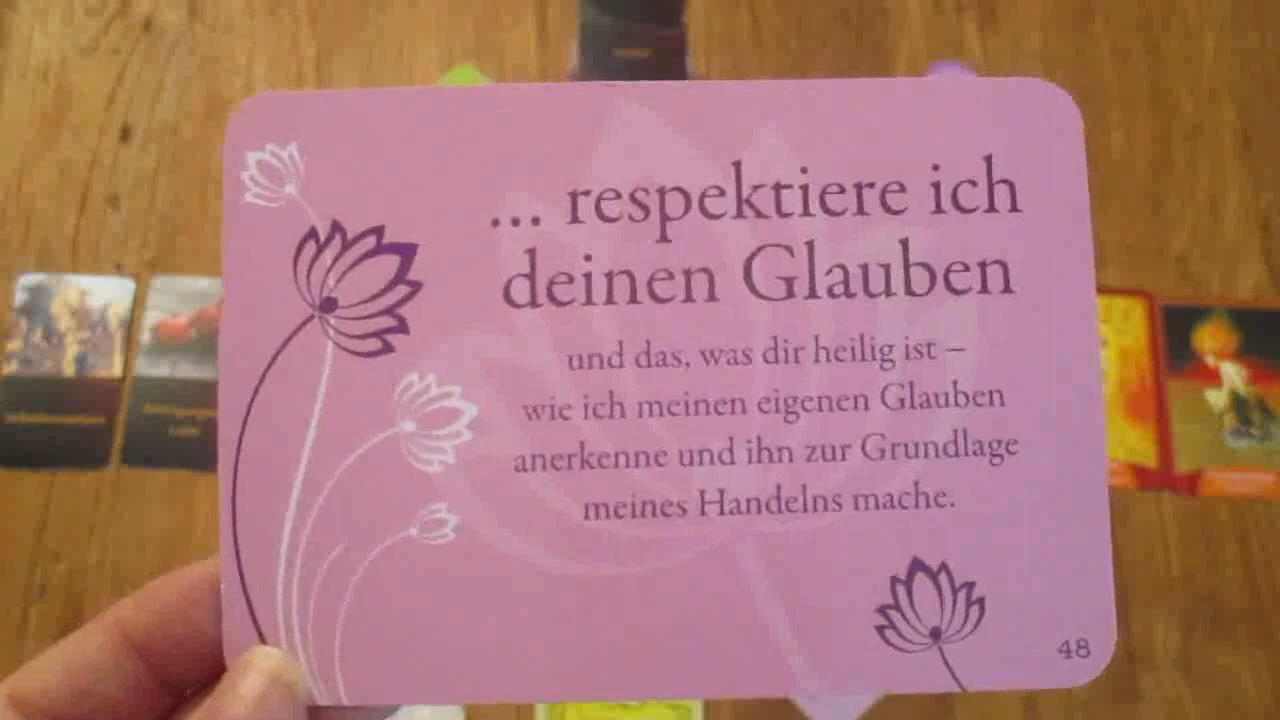 ... respektiere ich
deinen Glauben
und das, was dir heilig ist –
wie ich meinen eigenen Glauben
anerkenne und ihn zur Grundlage
meines Handelns mache.
48